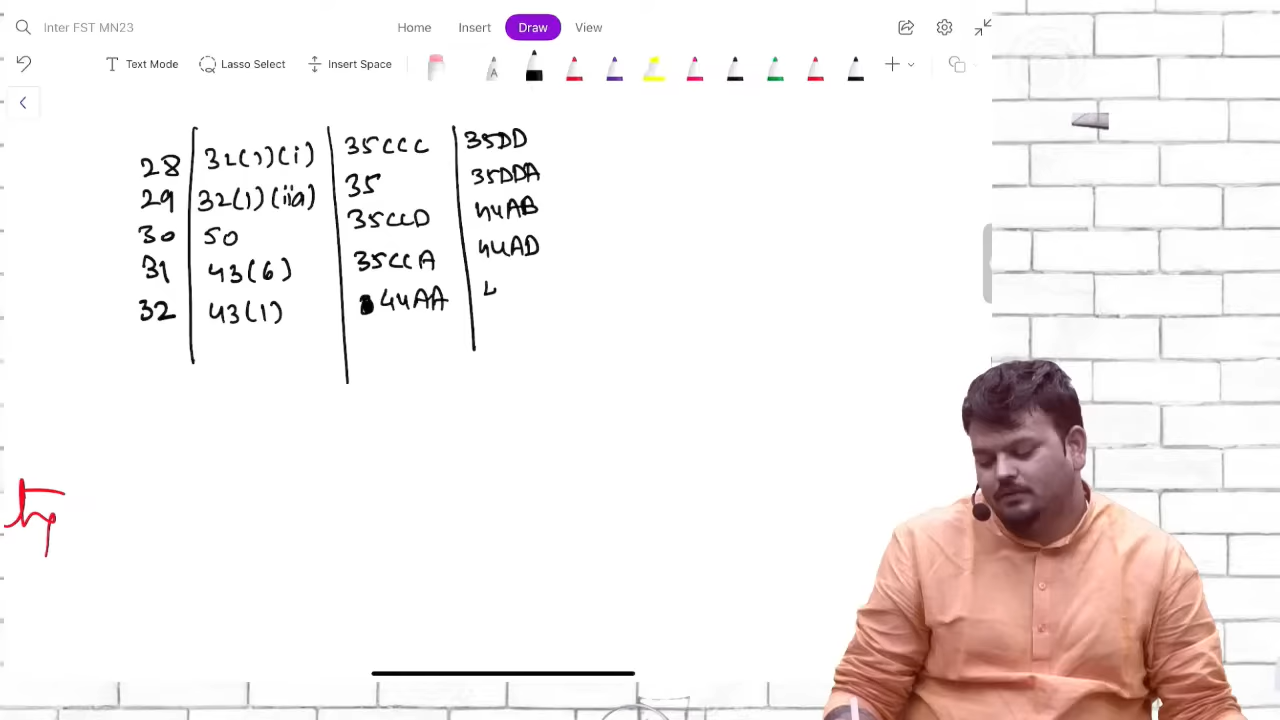 Inter FST MN23
Home Insert Draw View
Text Mode Lasso Select Insert Space
28 32(1)(i) 35CCC 35DD
29 32(1)(iia) 35 35DDA
30 50 35CCD 44AB
31 43(6) 35CCA 44AD
32 43(1) 44AA 4